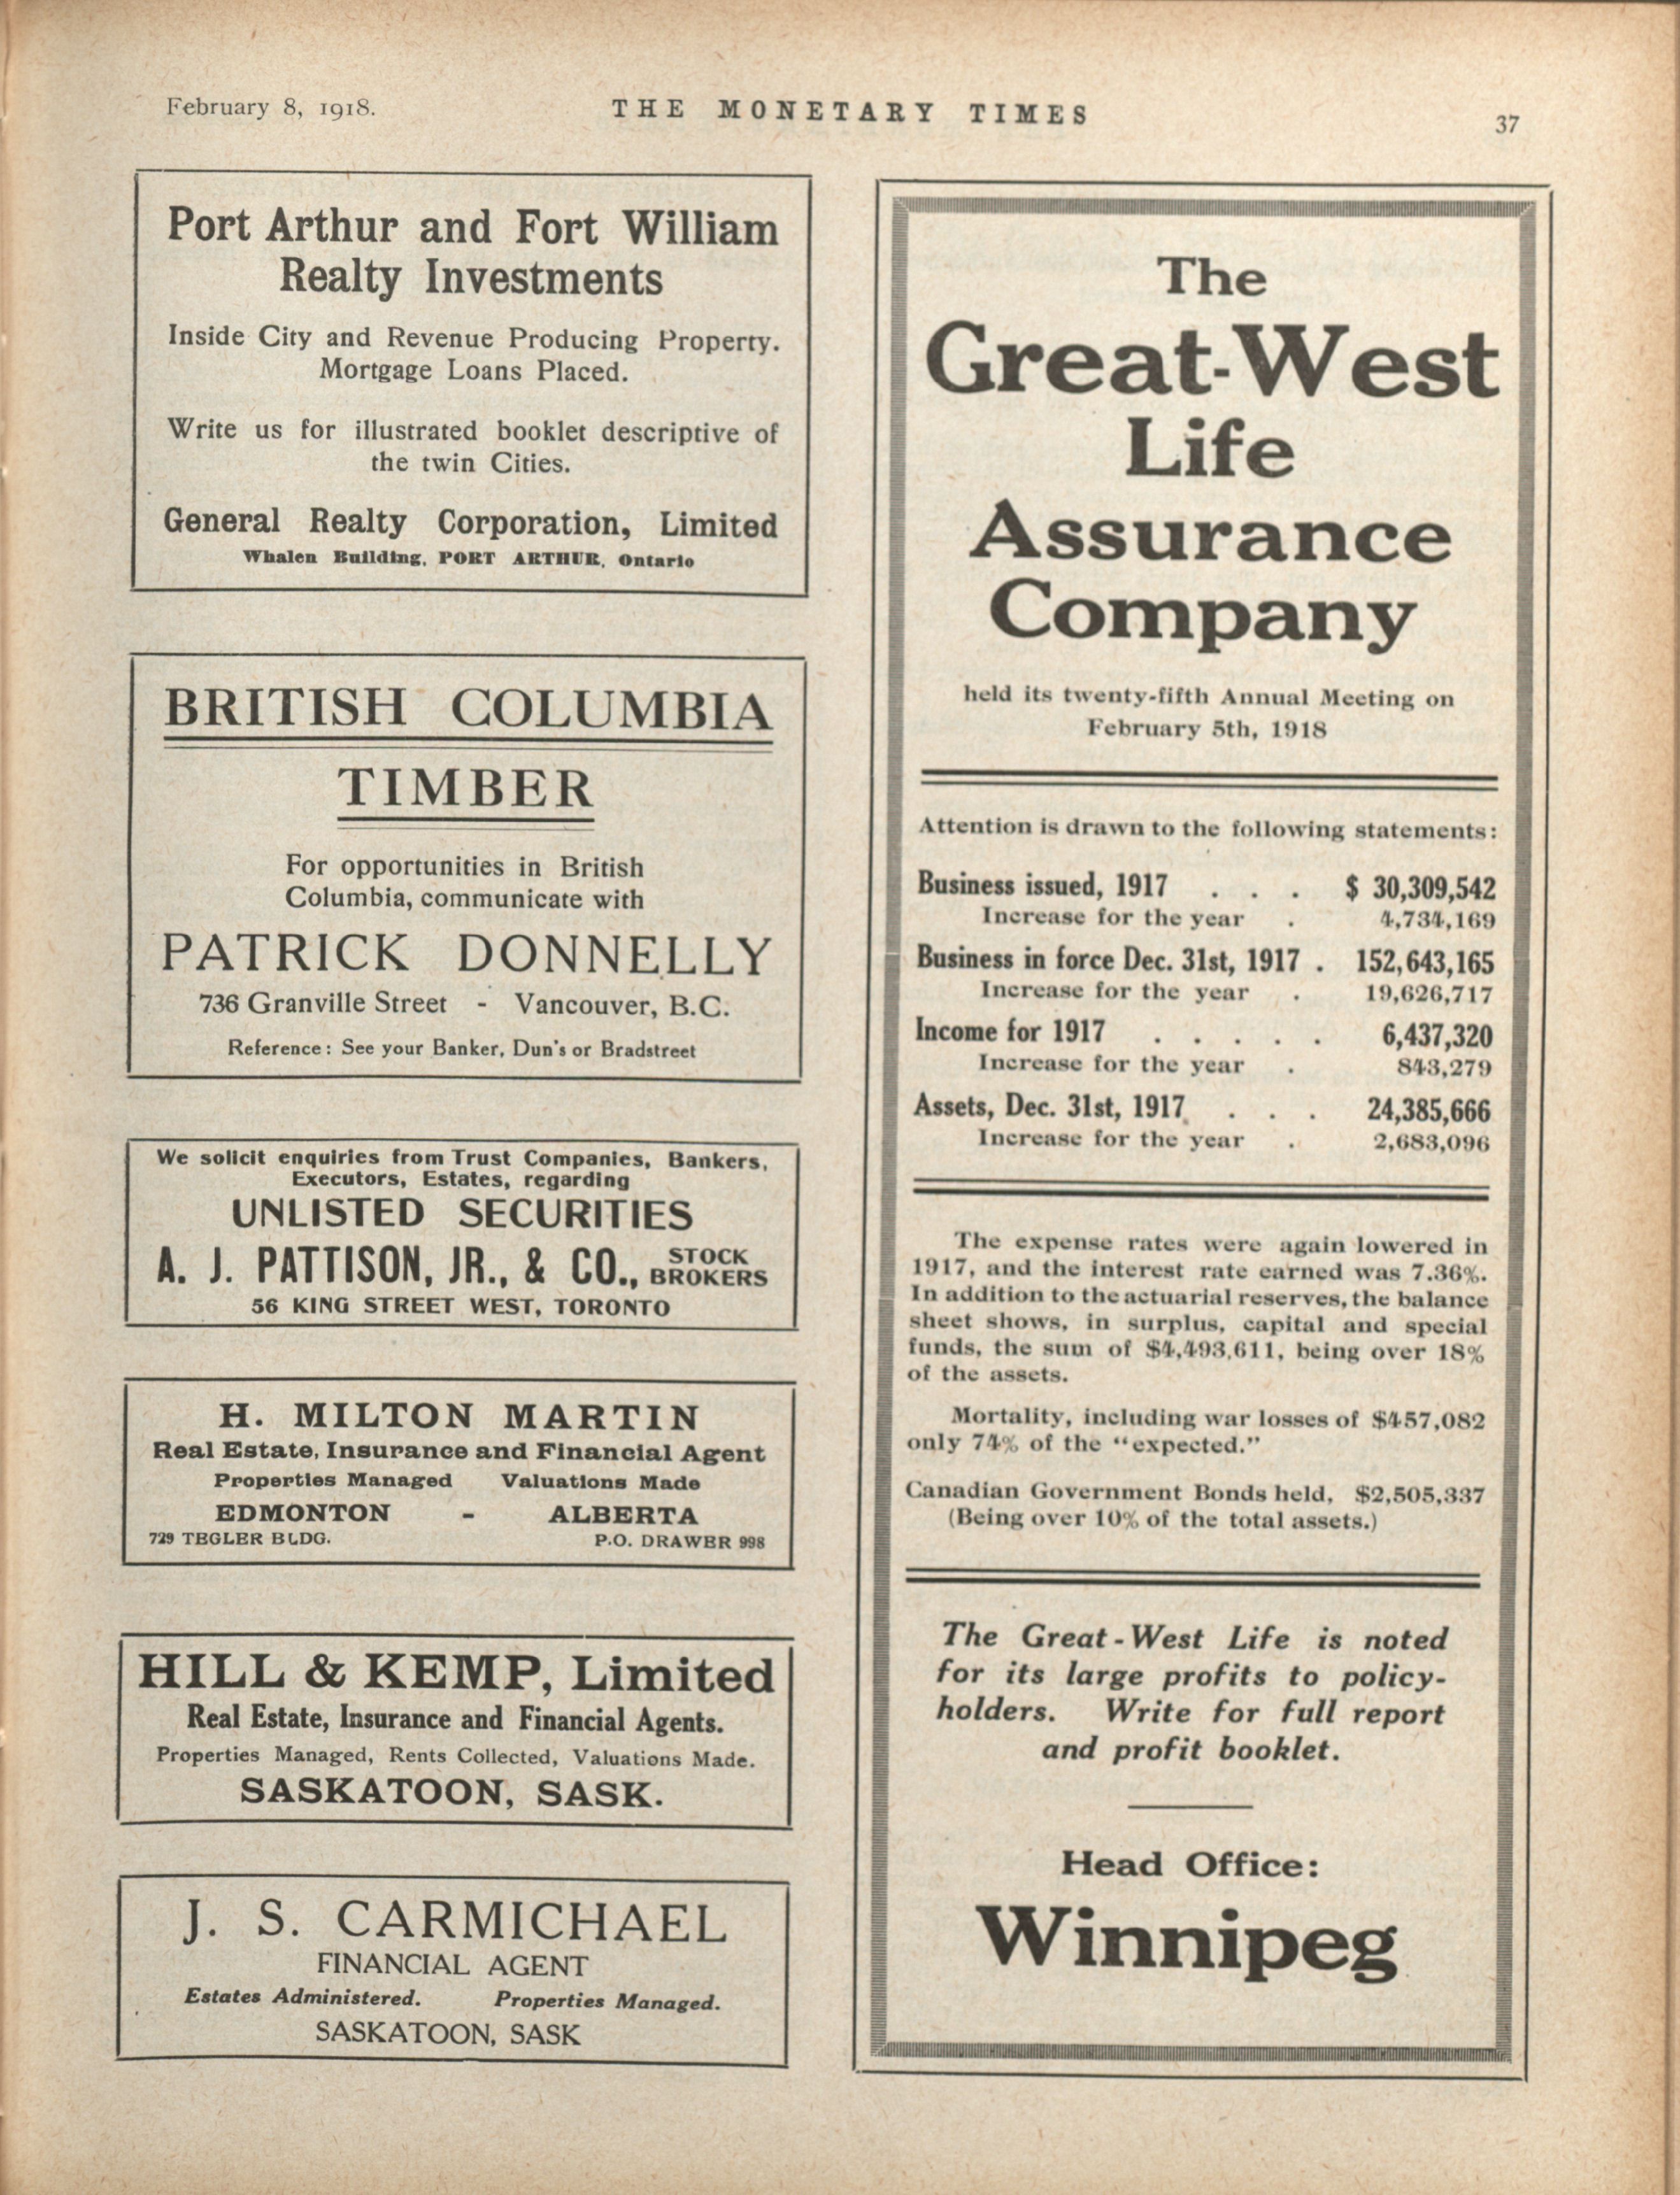 February 8, 1918.
THE MONETARY TIMES
37
Port Arthur and Fort William
Realty Investments
Inside City and Revenue Producing Property.
Mortgage Loans Placed.
Write us for illustrated booklet descriptive of
the twin Cities.
General Realty Corporation, Limited
Whalen Building, PORT ARTHUR, Ontario
BRITISH COLUMBIA
TIMBER
For opportunities in British
Columbia, communicate with
PATRICK DONNELLY
736 Granville Street - Vancouver, B.C.
Reference: See your Banker, Dun's or Bradstreet
We solicit enquiries from Trust Companies, Bankers,
Executors, Estates, regarding
UNLISTED SECURITIES
A. J. PATTISON, JR., & CO., STOCK BROKERS
56 KING STREET WEST, TORONTO
H. MILTON MARTIN
Real Estate, Insurance and Financial Agent
Properties Managed Valuations Made
EDMONTON - ALBERTA
729 TEGLER BLDG. P.O. DRAWER 998
HILL & KEMP, Limited
Real Estate, Insurance and Financial Agents.
Properties Managed, Rents Collected, Valuations Made.
SASKATOON, SASK.
J. S. CARMICHAEL
FINANCIAL AGENT
Estates Administered. Properties Managed.
SASKATOON, SASK
The
Great-West
Life
Assurance
Company
held its twenty-fifth Annual Meeting on
February 5th, 1918
Attention is drawn to the following statements:
Business issued, 1917 . . . $ 30,309,542
Increase for the year . 4,734,169
Business in force Dec. 31st, 1917 . 152,643,165
Increase for the year . 19,626,717
Income for 1917 . . . . . 6,437,320
Increase for the year . 843,279
Assets, Dec. 31st, 1917 . . . 24,385,666
Increase for the year . 2,683,096
The expense rates were again lowered in
1917, and the interest rate earned was 7.36%.
In addition to the actuarial reserves, the balance
sheet shows, in surplus, capital and special
funds, the sum of $4,493,611, being over 18%
of the assets.
Mortality, including war losses of $457,082
only 74% of the "expected."
Canadian Government Bonds held, $2,505,337
(Being over 10% of the total assets.)
The Great-West Life is noted
for its large profits to policy-
holders. Write for full report
and profit booklet.
Head Office:
Winnipeg